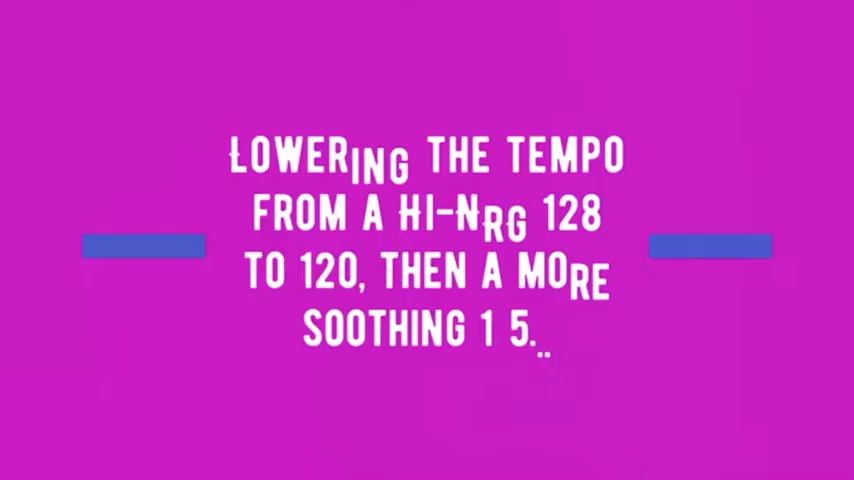 Lowering the tempo
from a Hi-Nrg 128
to 120, then a more
soothing 1 5...